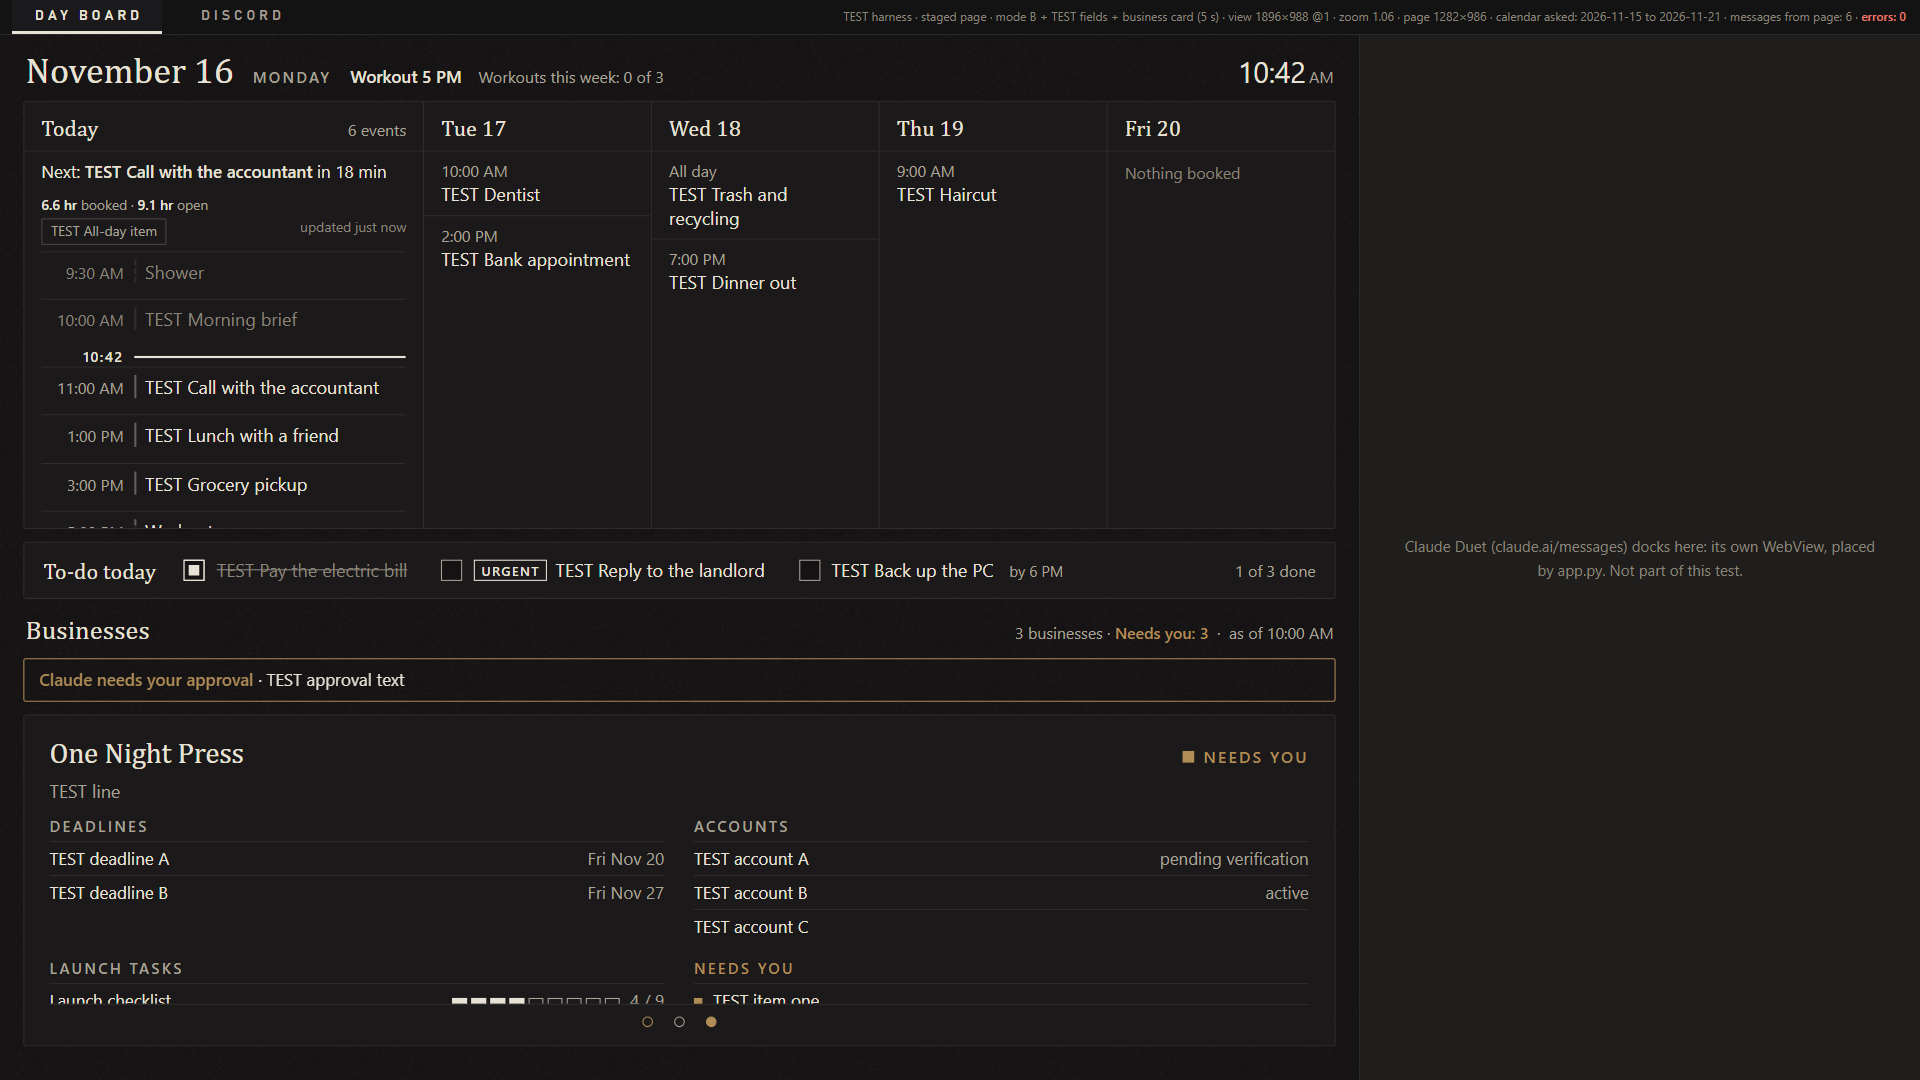 DAY BOARD
DISCORD
TEST harness · staged page · mode B + TEST fields + business card (5 s) · view 1896×988 @1 · zoom 1.06 · page 1282×986 · calendar asked: 2026-11-15 to 2026-11-21 · messages from page: 6 · errors: 0
November 16 MONDAY Workout 5 PM Workouts this week: 0 of 3
10:42 AM
Today 6 events
Next: TEST Call with the accountant in 18 min
6.6 hr booked · 9.1 hr open
TEST All-day item updated just now
9:30 AM Shower
10:00 AM TEST Morning brief
10:42
11:00 AM TEST Call with the accountant
1:00 PM TEST Lunch with a friend
3:00 PM TEST Grocery pickup
Tue 17
10:00 AM
TEST Dentist
2:00 PM
TEST Bank appointment
Wed 18
All day
TEST Trash and
recycling
7:00 PM
TEST Dinner out
Thu 19
9:00 AM
TEST Haircut
Fri 20
Nothing booked
To-do today TEST Pay the electric bill URGENT TEST Reply to the landlord TEST Back up the PC by 6 PM 1 of 3 done
Businesses 3 businesses · Needs you: 3 · as of 10:00 AM
Claude needs your approval · TEST approval text
One Night Press NEEDS YOU
TEST line
DEADLINES
TEST deadline A Fri Nov 20
TEST deadline B Fri Nov 27
ACCOUNTS
TEST account A pending verification
TEST account B active
TEST account C
LAUNCH TASKS
Launch checklist 4 / 9
NEEDS YOU
TEST item one
Claude Duet (claude.ai/messages) docks here: its own WebView, placed
by app.py. Not part of this test.